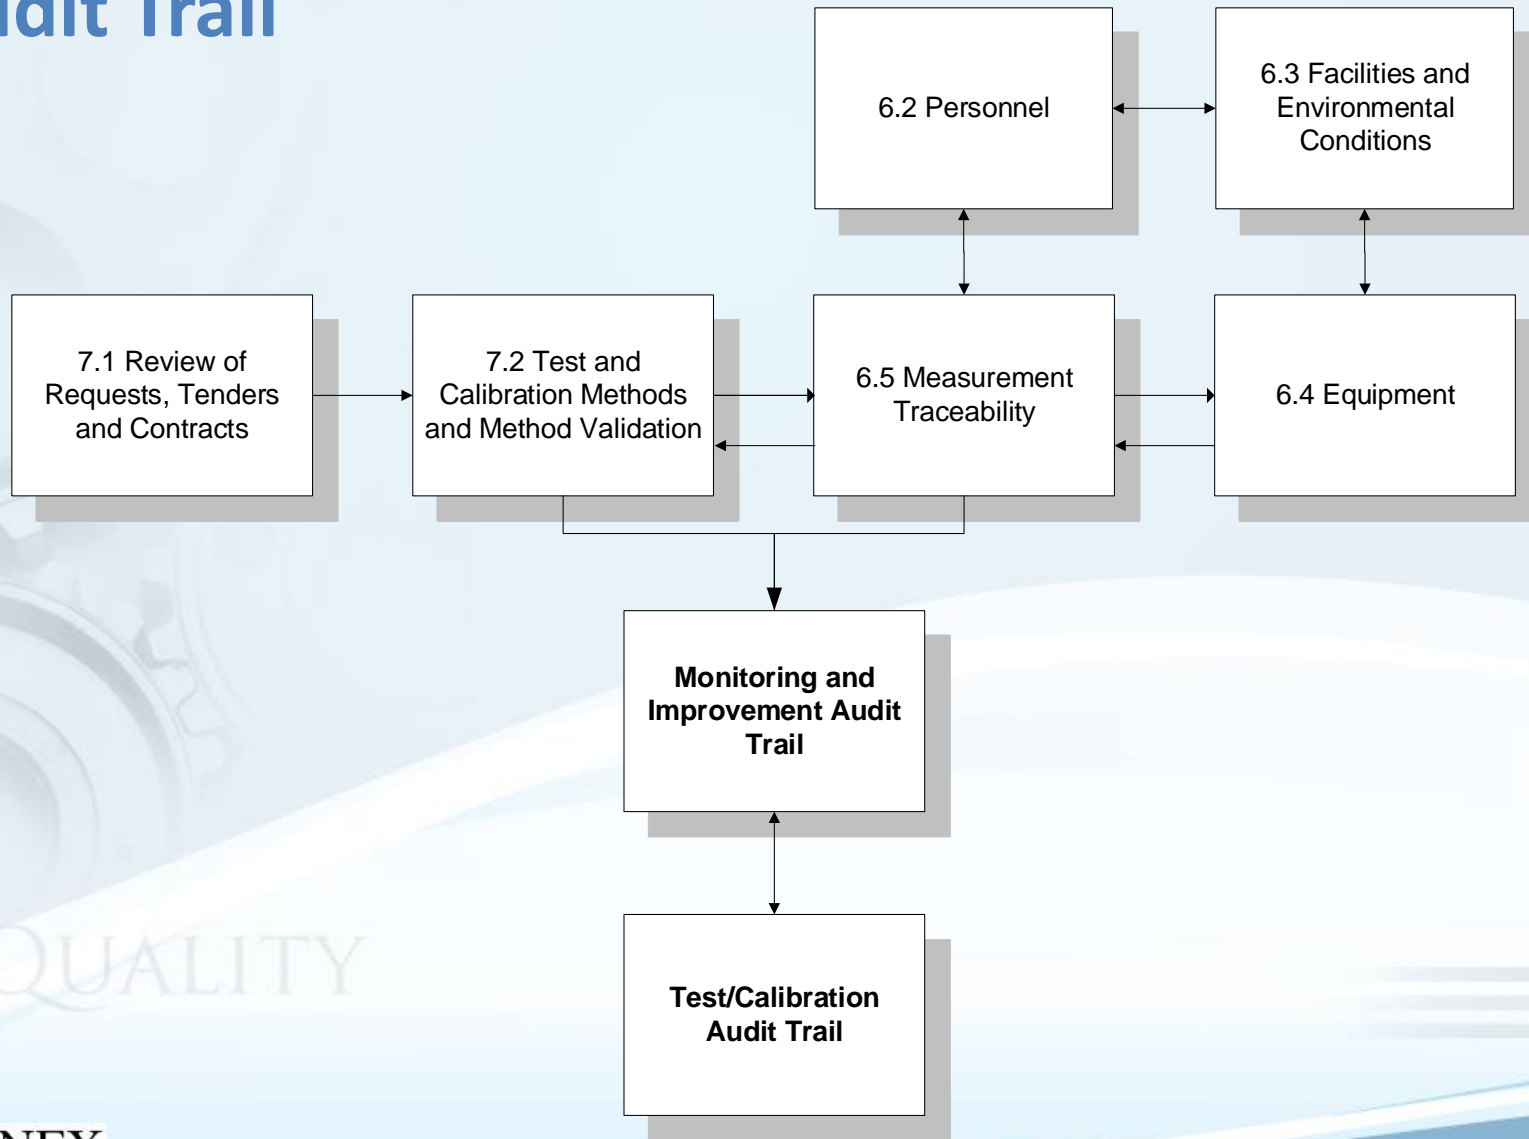 Trail
6.2 Personnel
6.3 Facilities and
Environmental
Conditions
7.1 Review of
Requests, Tenders
and Contracts
7.2 Test and
Calibration Methods
and Method Validation
6.5 Measurement
Traceability
6.4 Equipment
Monitoring and
Improvement Audit
Trail
Test/Calibration
Audit Trail
QUALITY